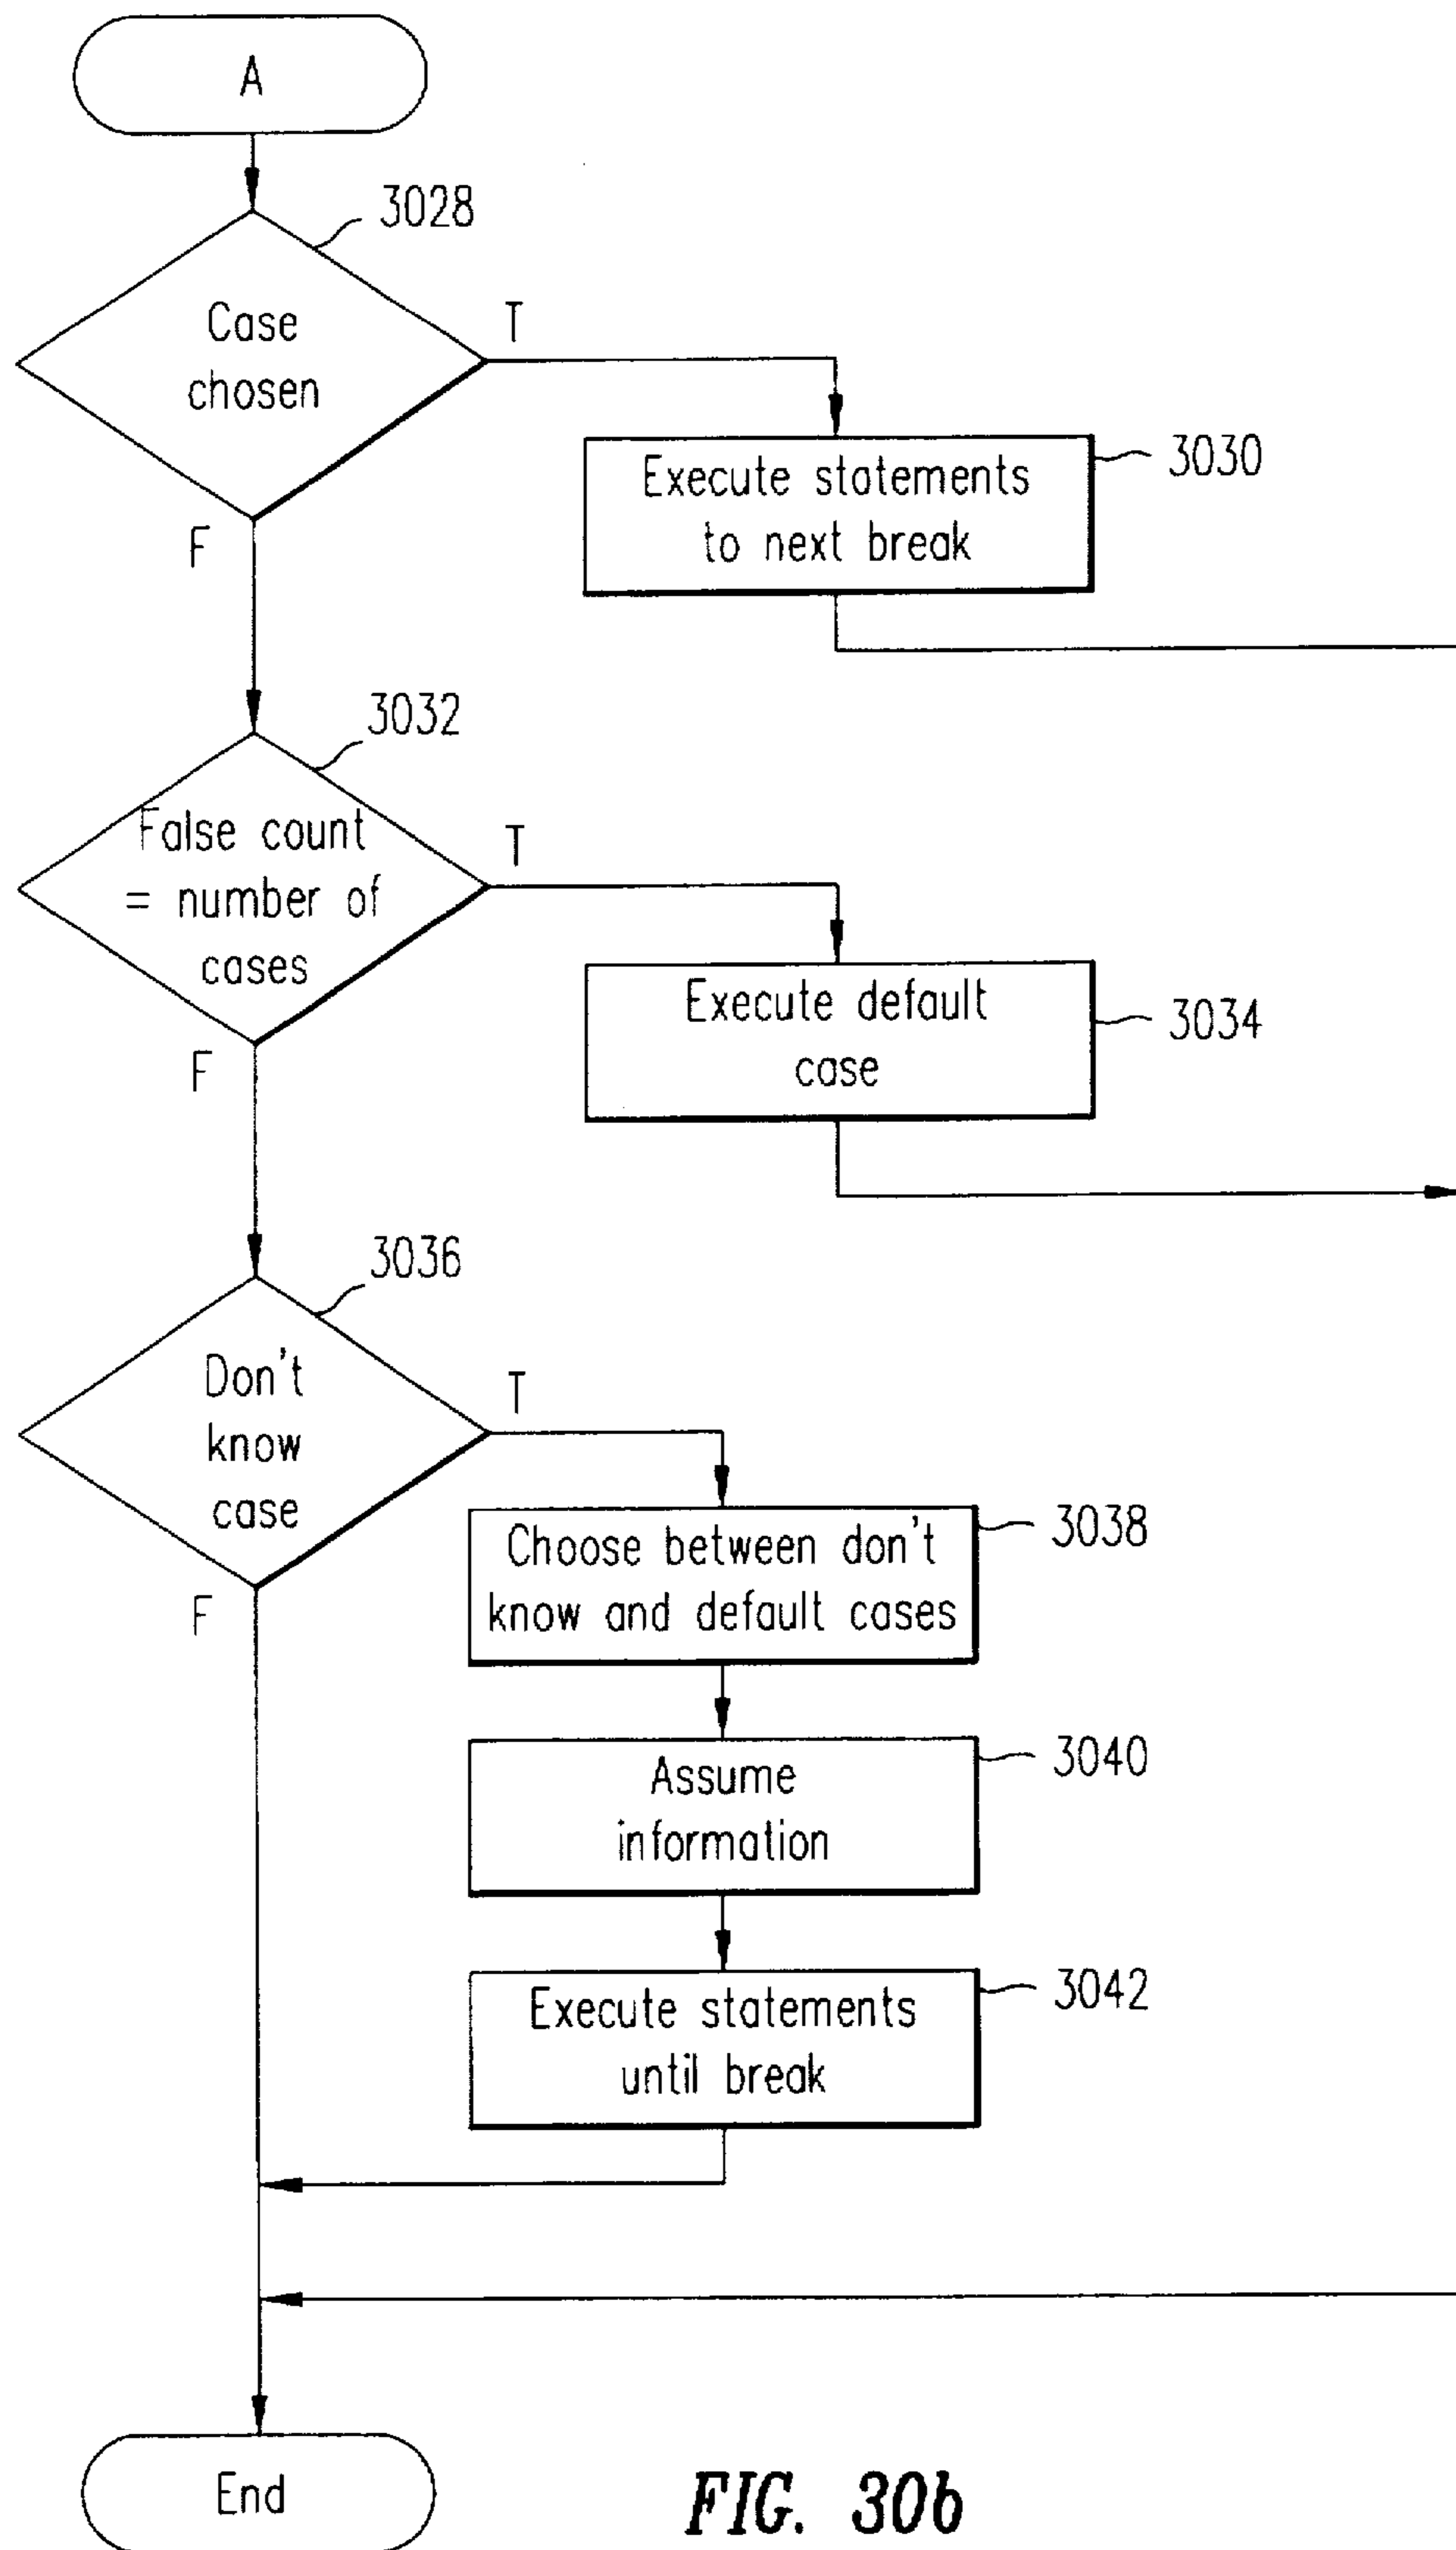 A
3028
Case
chosen
T
F
Execute statements
to next break
3030
3032
False count
= number of
cases
T
F
Execute default
case
3034
3036
Don't
know
case
T
F
Choose between don't
know and default cases
3038
Assume
information
3040
Execute statements
until break
3042
End
FIG. 30b